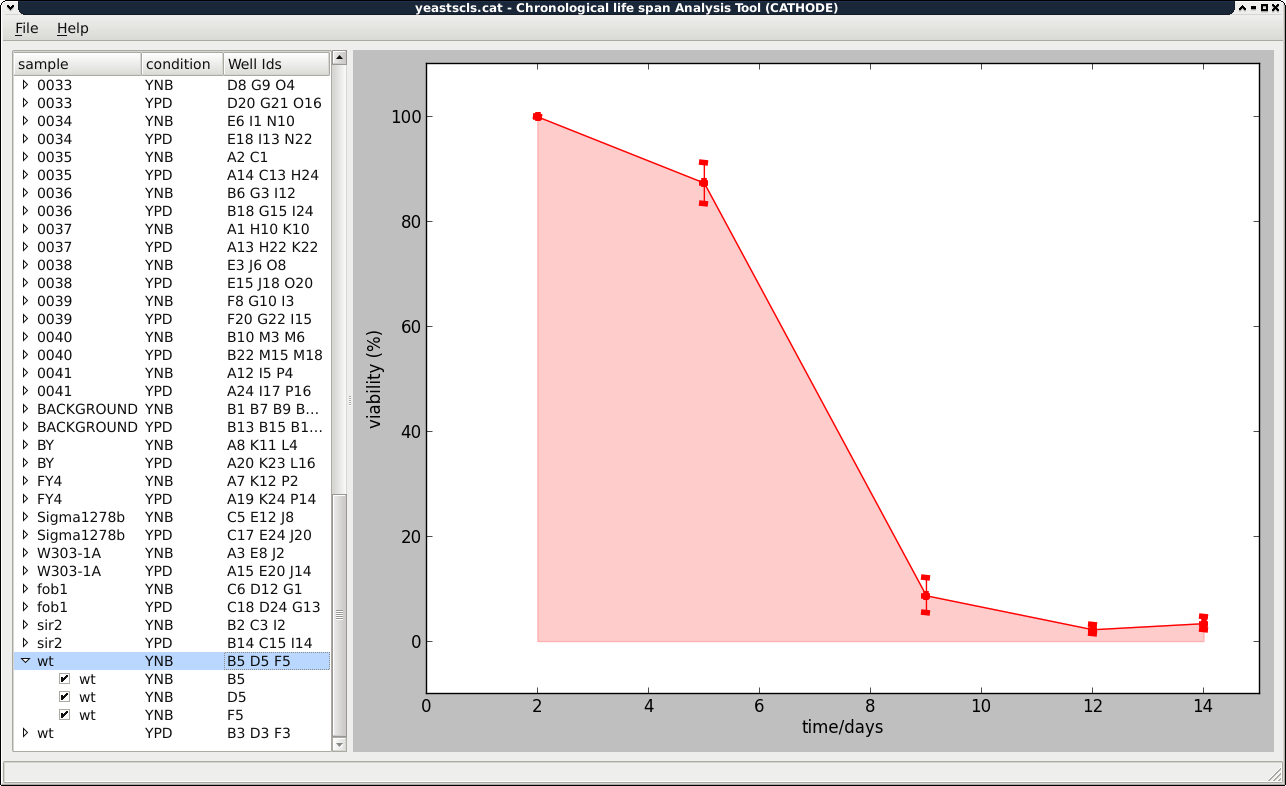 yeastscls.cat - Chronological life span Analysis Tool (CATHODE)
File Help
sample condition Well Ids
0033 YNB D8 G9 O4
0033 YPD D20 G21 O16
0034 YNB E6 I1 N10
0034 YPD E18 I13 N22
0035 YNB A2 C1
0035 YPD A14 C13 H24
0036 YNB B6 G3 I12
0036 YPD B18 G15 I24
0037 YNB A1 H10 K10
0037 YPD A13 H22 K22
0038 YNB E3 J6 O8
0038 YPD E15 J18 O20
0039 YNB F8 G10 I3
0039 YPD F20 G22 I15
0040 YNB B10 M3 M6
0040 YPD B22 M15 M18
0041 YNB A12 I5 P4
0041 YPD A24 I17 P16
BACKGROUND YNB B1 B7 B9 B...
BACKGROUND YPD B13 B15 B1...
BY YNB A8 K11 L4
BY YPD A20 K23 L16
FY4 YNB A7 K12 P2
FY4 YPD A19 K24 P14
Sigma1278b YNB C5 E12 J8
Sigma1278b YPD C17 E24 J20
W303-1A YNB A3 E8 J2
W303-1A YPD A15 E20 J14
fob1 YNB C6 D12 G1
fob1 YPD C18 D24 G13
sir2 YNB B2 C3 I2
sir2 YPD B14 C15 I14
wt YNB B5 D5 F5
wt YNB B5
wt YNB D5
wt YNB F5
wt YPD B3 D3 F3
viability (%)
100
80
60
40
20
0
0 2 4 6 8 10 12 14
time/days